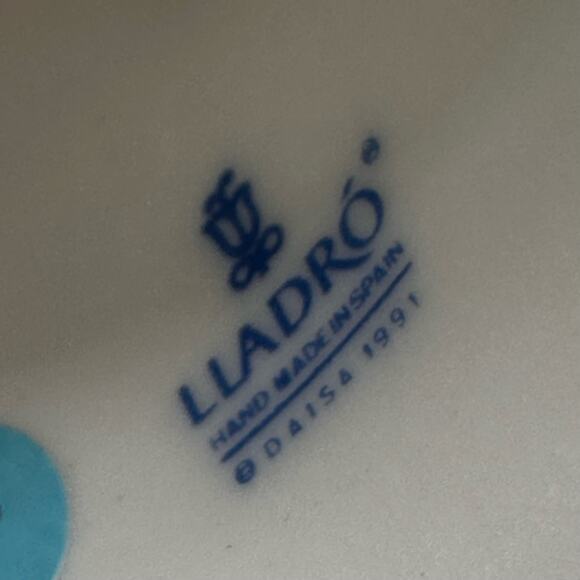 LLADRÓ ®
HAND MADE IN SPAIN
© DAISA 1991